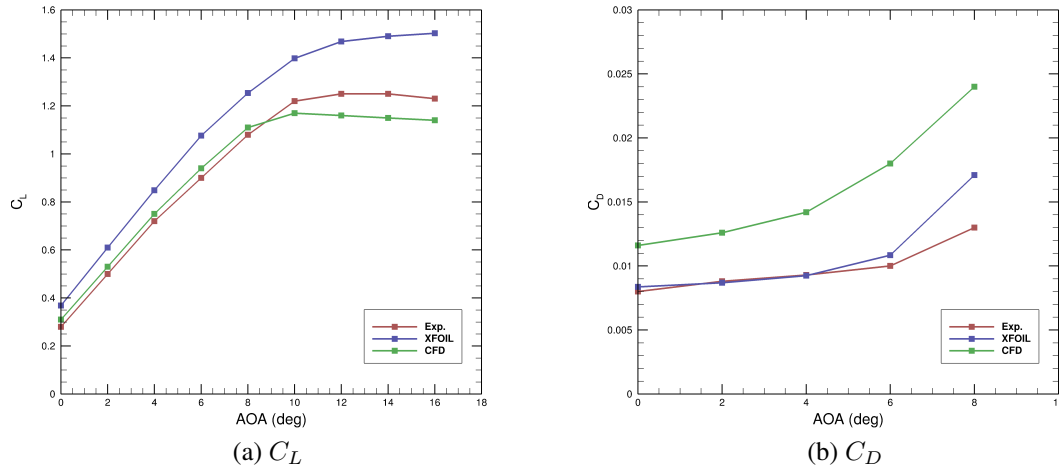 1.6
1.4
1.2
1
0.8
0.6
0.4
0.2
0
C_L
0 2 4 6 8 10 12 14 16 18
AOA (deg)
Exp.
XFOIL
CFD
(a) C_L
0.03
0.025
0.02
0.015
0.01
0.005
0
C_D
0 2 4 6 8 1
AOA (deg)
Exp.
XFOIL
CFD
(b) C_D